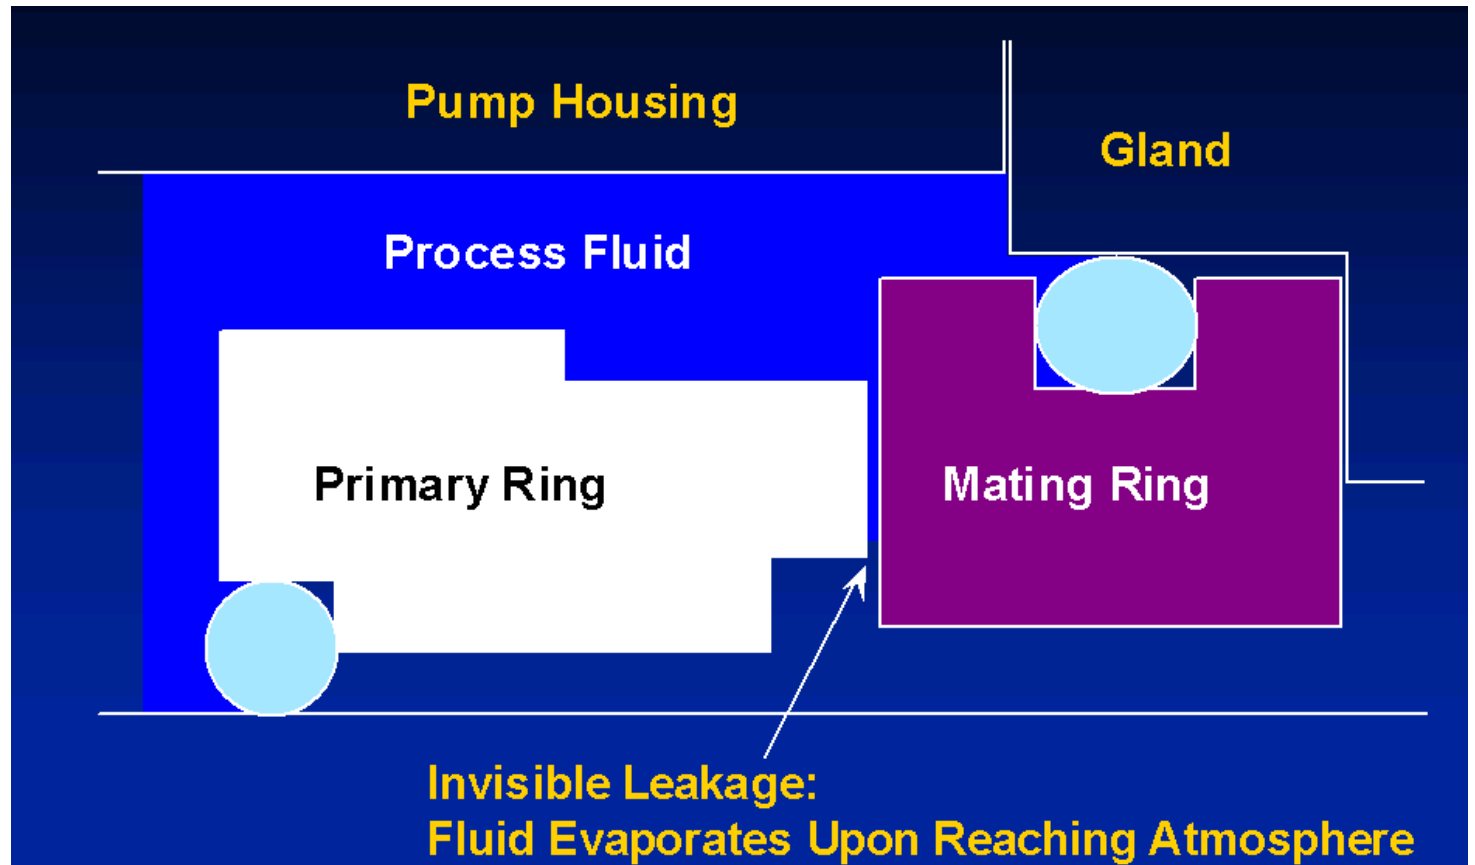 Pump Housing
Gland
Process Fluid
Primary Ring
Mating Ring
Invisible Leakage:
Fluid Evaporates Upon Reaching Atmosphere